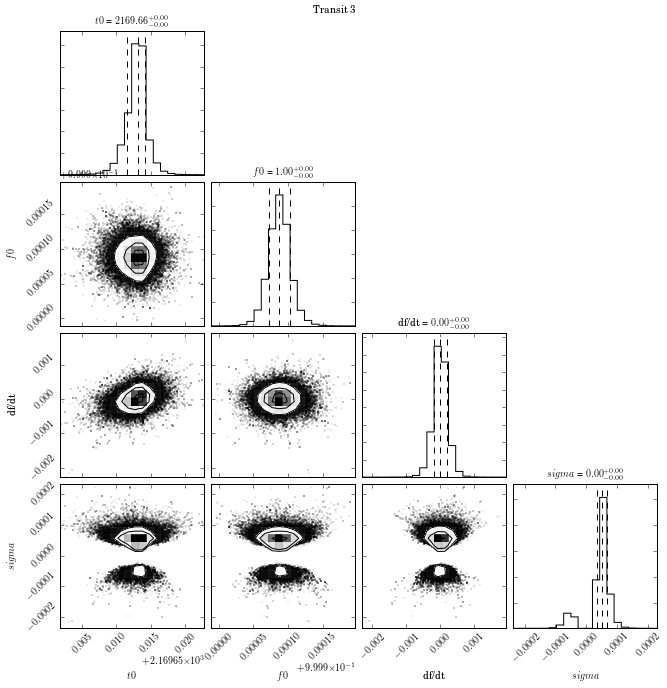 Transit 3
t0 = 2169.66 +0.00 −0.00
f0 = 1.00 +0.00 −0.00
0.00015
0.00010
0.00005
0.00000
f0
df/dt = 0.00 +0.00 −0.00
0.001
0.000
−0.001
−0.002
df/dt
sigma = 0.00 +0.00 −0.00
0.0002
0.0001
0.0000
−0.0001
−0.0002
sigma
0.005 0.010 0.015 0.020
+2.16965×10³
t0
0.00000 0.00005 0.00010 0.00015
+9.999×10⁻¹
f0
−0.002 −0.001 0.000 0.001
df/dt
−0.0002 −0.0001 0.0000 0.0001 0.0002
sigma